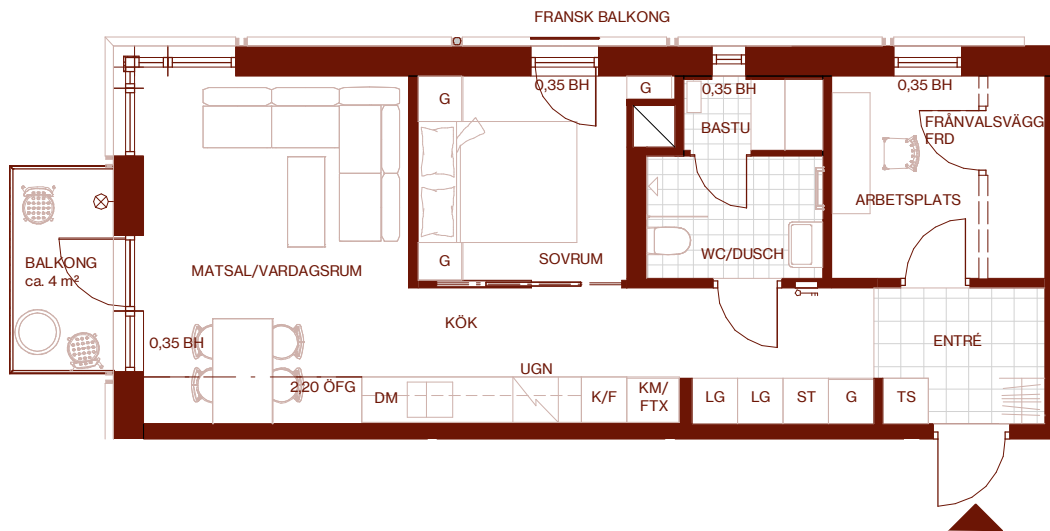 FRANSK BALKONG
0,35 BH
0,35 BH
0,35 BH
G
G
BASTU
FRÅNVALSVÄGG
FRD
ARBETSPLATS
BALKONG
ca. 4 m²
MATSAL/VARDAGSRUM
G
SOVRUM
WC/DUSCH
KÖK
0,35 BH
ENTRÉ
UGN
2,20 ÖFG
DM
K/F
KM/
FTX
LG
LG
ST
G
TS